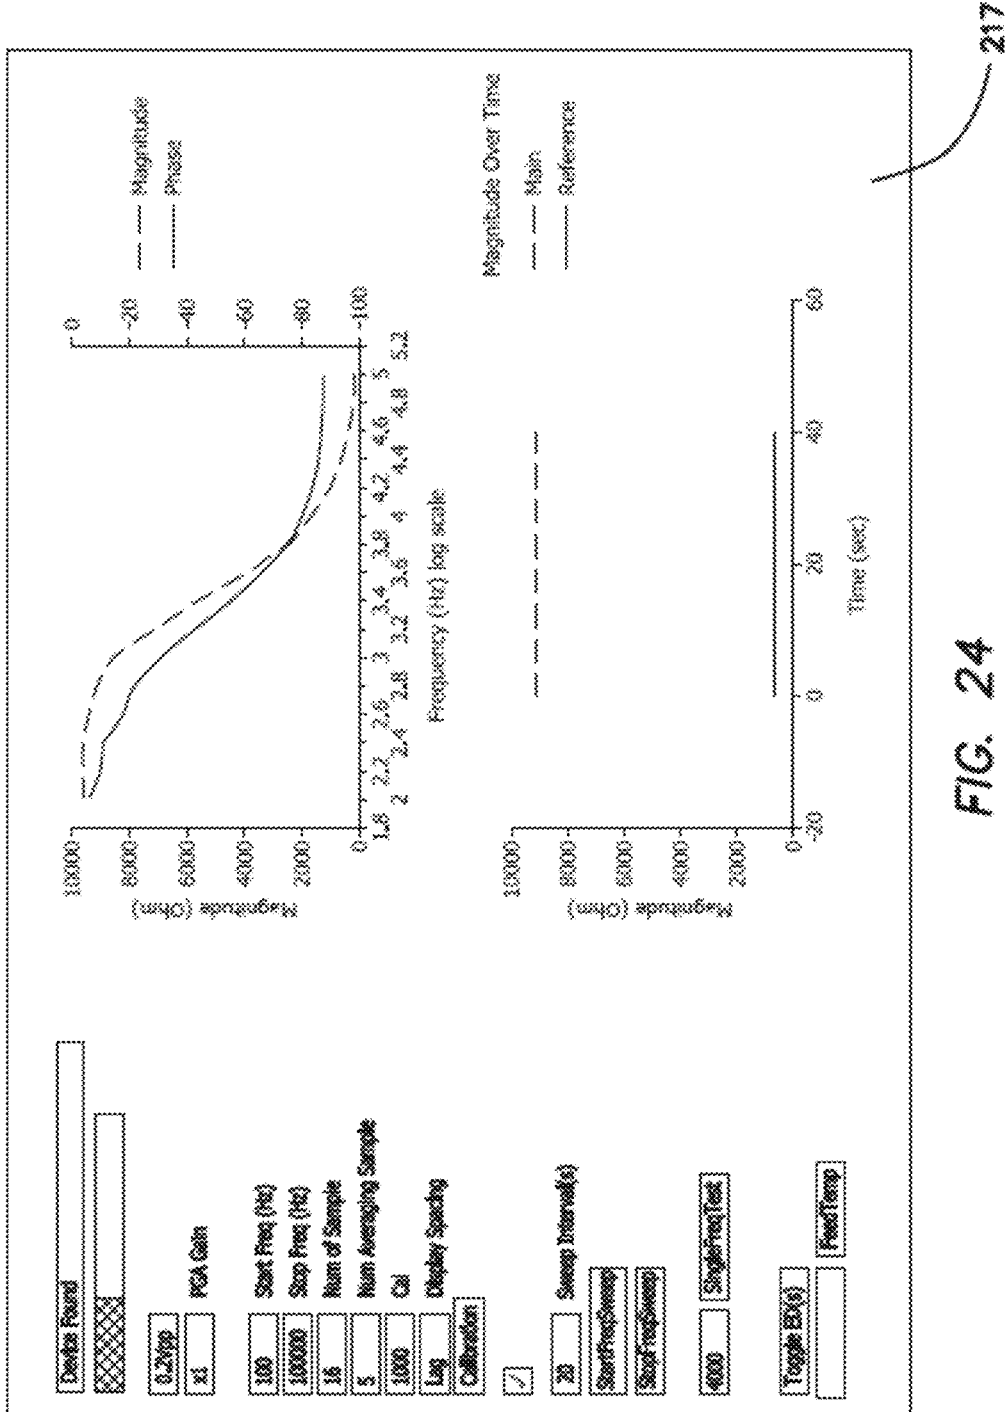 Device Found
0.2Vpp
x1 PGA Gain
100 Start Freq (Hz)
100000 Stop Freq (Hz)
16 Num of Sample
5 Num Averaging Sample
1000 Cal
Log Display Spacing
Calibration
20 Sweep Interval(s)
StartFreqSweep
StopFreqSweep
4000 SingleFreqTest
FeedTemp
Magnitude (Ohm)
10000
8000
6000
4000
2000
0
0
-20
-40
-60
-80
-100
1.8 2 2.2 2.4 2.6 2.8 3 3.2 3.4 3.6 3.8 4 4.2 4.4 4.6 4.8 5 5.2
Frequency (Hz) log scale
Magnitude
Phase
Magnitude Over Time
Main
Reference
Magnitude (Ohm)
10000
8000
6000
4000
2000
0
-20 0 20 40 60
Time (sec)
217
FIG. 24